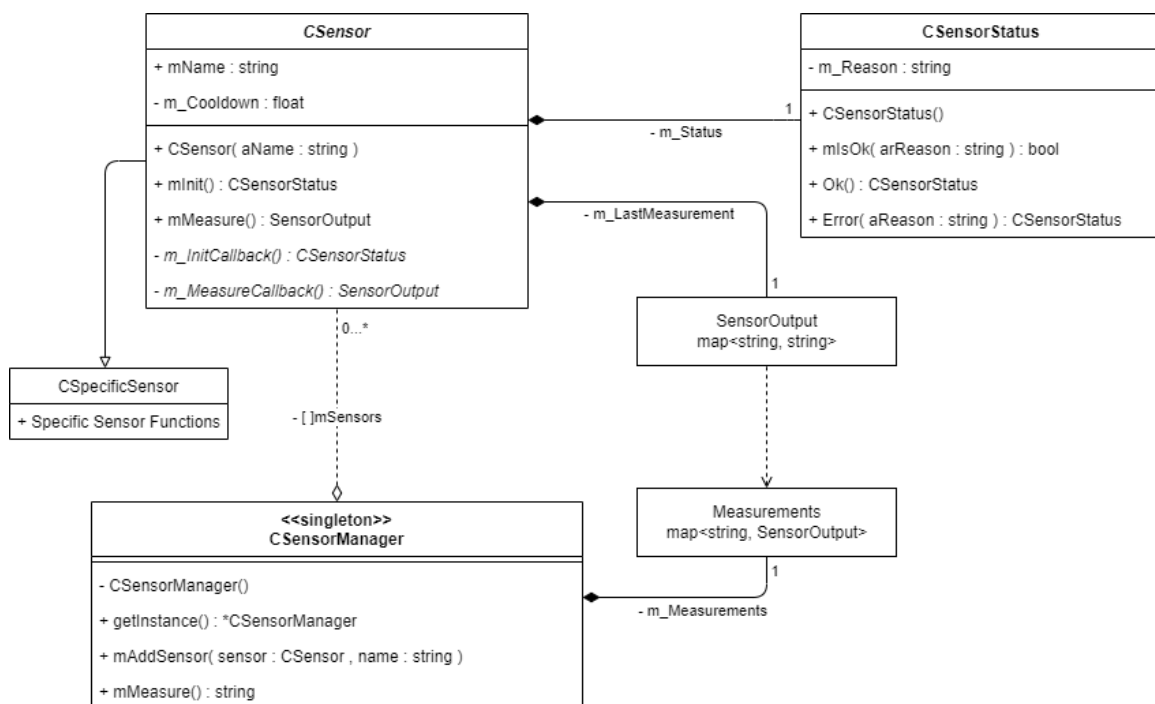 CSensor
+ mName : string
- m_Cooldown : float
+ CSensor( aName : string )
+ mInit() : CSensorStatus
+ mMeasure() : SensorOutput
- m_InitCallback() : CSensorStatus
- m_MeasureCallback() : SensorOutput
CSensorStatus
- m_Reason : string
+ CSensorStatus()
+ mIsOk( arReason : string ) : bool
+ Ok() : CSensorStatus
+ Error( aReason : string ) : CSensorStatus
1
- m_Status
- m_LastMeasurement
1
SensorOutput
map<string, string>
0...*
CSpecificSensor
+ Specific Sensor Functions
- [ ]mSensors
Measurements
map<string, SensorOutput>
1
- m_Measurements
<<singleton>>
CSensorManager
- CSensorManager()
+ getInstance() : *CSensorManager
+ mAddSensor( sensor : CSensor , name : string )
+ mMeasure() : string